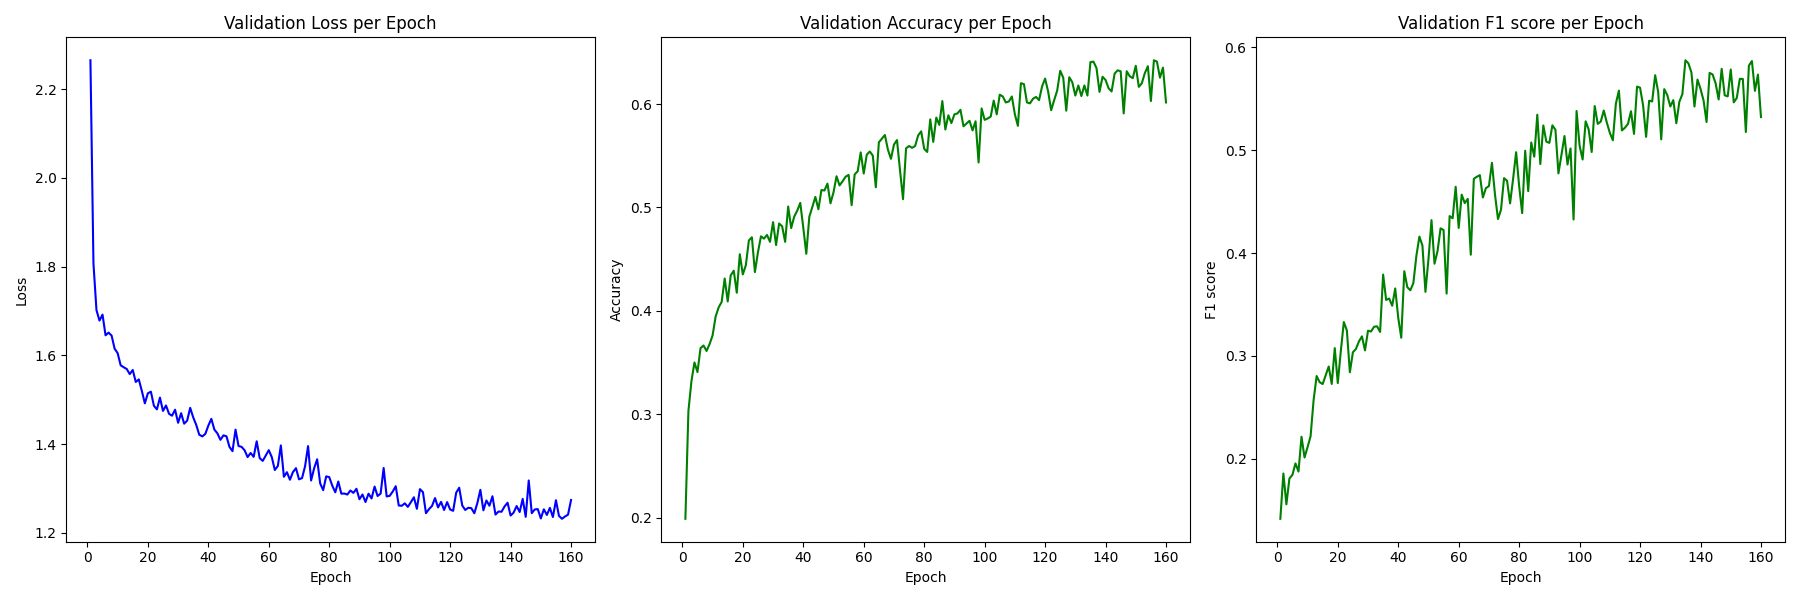 Validation Loss per Epoch
Loss
2.2
2.0
1.8
1.6
1.4
1.2
0 20 40 60 80 100 120 140 160
Epoch
Validation Accuracy per Epoch
Accuracy
0.6
0.5
0.4
0.3
0.2
0 20 40 60 80 100 120 140 160
Epoch
Validation F1 score per Epoch
F1 score
0.6
0.5
0.4
0.3
0.2
0 20 40 60 80 100 120 140 160
Epoch